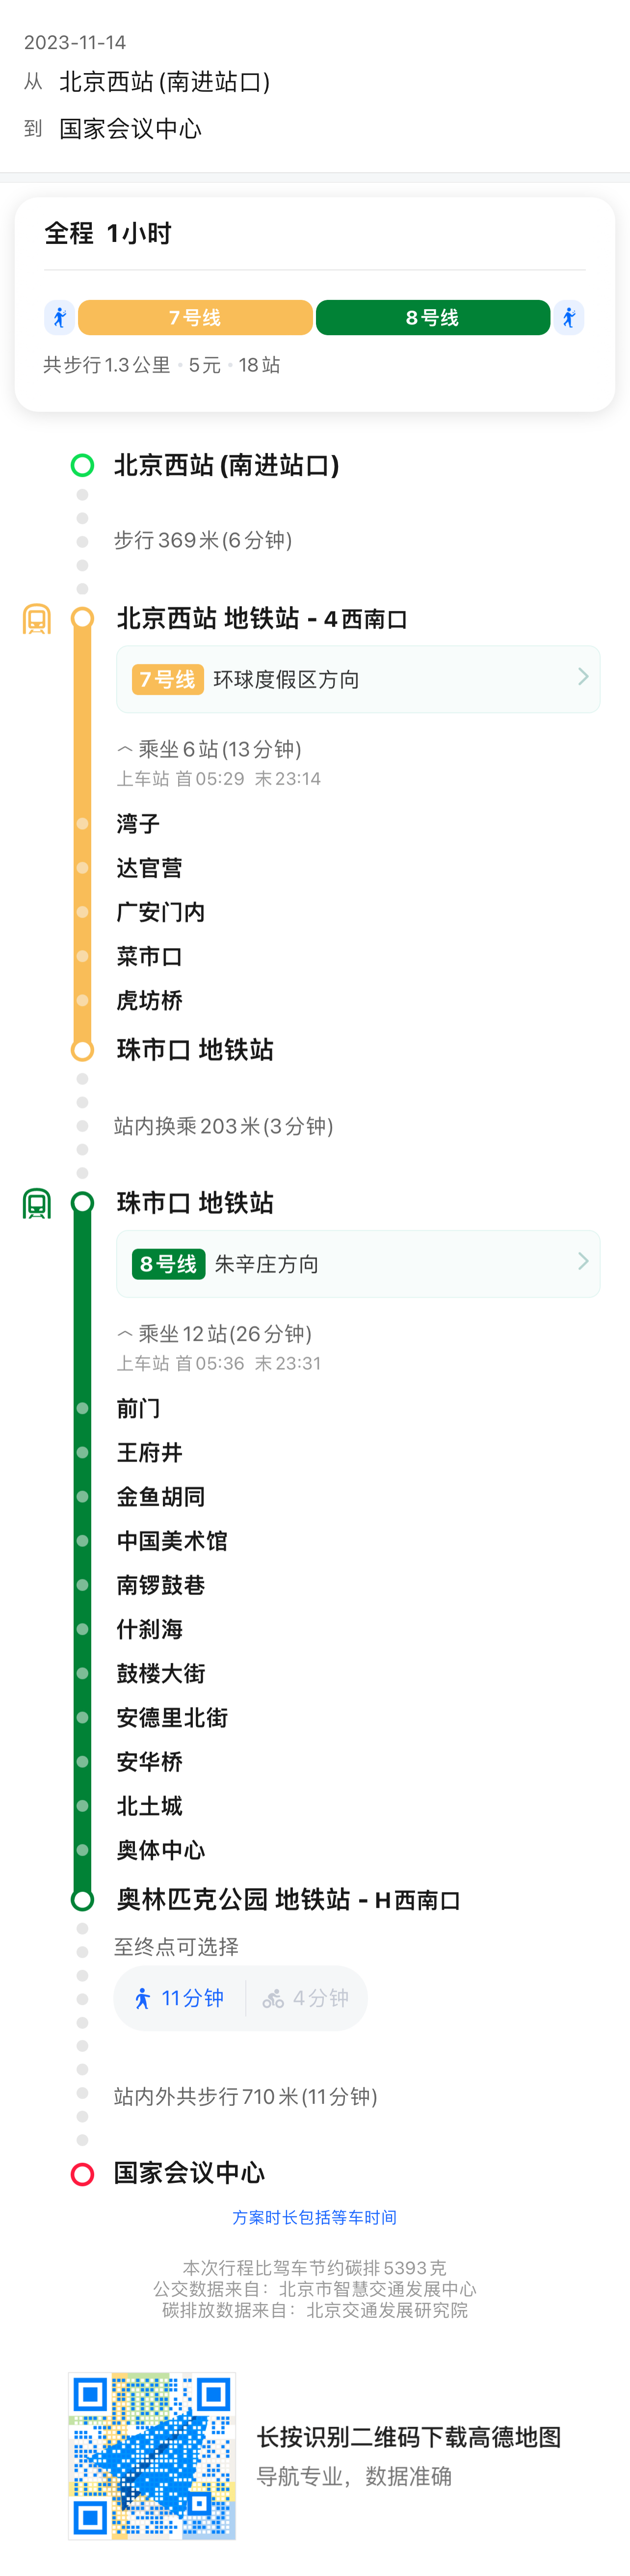 2023-11-14
从 北京西站(南进站口)
到 国家会议中心
全程 1小时
7号线 8号线
共步行1.3公里·5元·18站
北京西站(南进站口)
步行369米(6分钟)
北京西站 地铁站 - 4西南口
7号线 环球度假区方向
乘坐6站(13分钟)
上车站 首05:29 末23:14
湾子
达官营
广安门内
菜市口
虎坊桥
珠市口 地铁站
站内换乘203米(3分钟)
珠市口 地铁站
8号线 朱辛庄方向
乘坐12站(26分钟)
上车站 首05:36 末23:31
前门
王府井
金鱼胡同
中国美术馆
南锣鼓巷
什刹海
鼓楼大街
安德里北街
安华桥
北土城
奥体中心
奥林匹克公园 地铁站 - H西南口
至终点可选择
11分钟 4分钟
站内外共步行710米(11分钟)
国家会议中心
方案时长包括等车时间
本次行程比驾车节约碳排5393克
公交数据来自：北京市智慧交通发展中心
碳排放数据来自：北京交通发展研究院
长按识别二维码下载高德地图
导航专业，数据准确